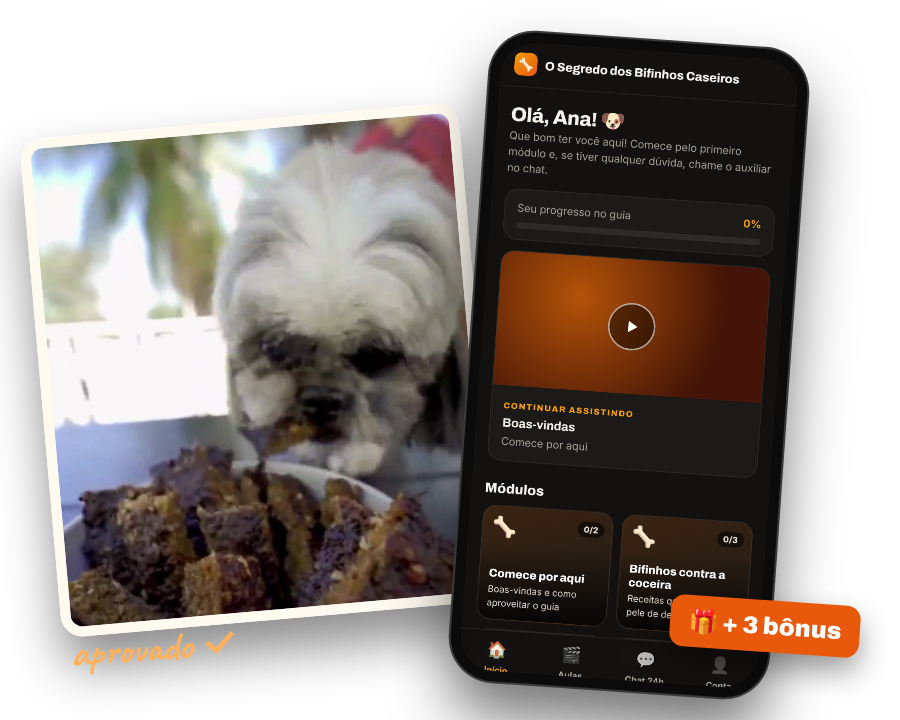 O Segredo dos Bifinhos Caseiros
Olá, Ana!
Que bom ter você aqui! Comece pelo primeiro
módulo e, se tiver qualquer dúvida, chame o auxiliar
no chat.
Seu progresso no guia
0%
CONTINUAR ASSISTINDO
Boas-vindas
Comece por aqui
Módulos
0/2
Comece por aqui
Boas-vindas e como
aproveitar o guia
0/3
Bifinhos contra a
coceira
Receitas
pele de
+ 3 bônus
Início
Aulas
Chat 24h
Conta
aprovado